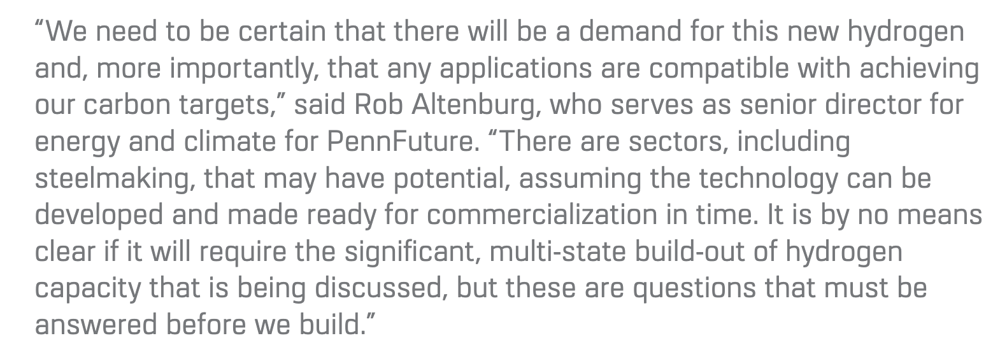 “We need to be certain that there will be a demand for this new hydrogen
and, more importantly, that any applications are compatible with achieving
our carbon targets,” said Rob Altenburg, who serves as senior director for
energy and climate for PennFuture. “There are sectors, including
steelmaking, that may have potential, assuming the technology can be
developed and made ready for commercialization in time. It is by no means
clear if it will require the significant, multi-state build-out of hydrogen
capacity that is being discussed, but these are questions that must be
answered before we build.”